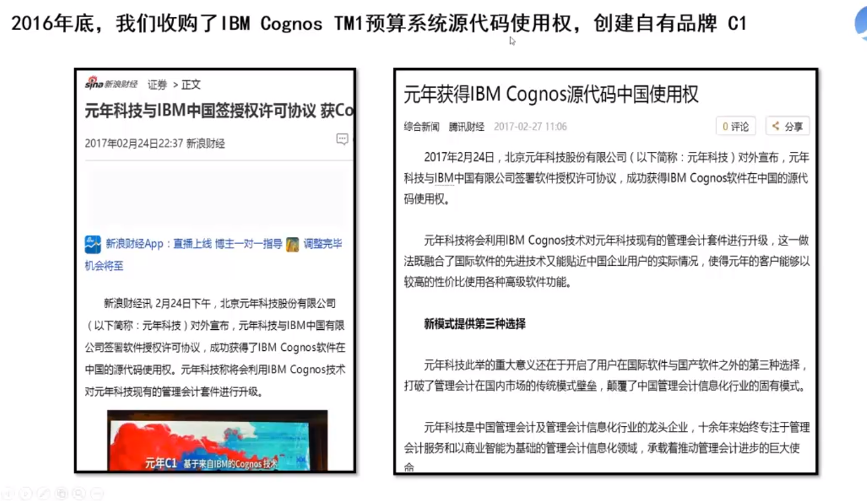 2016年底，我们收购了IBM Cognos TM1预算系统源代码使用权，创建自有品牌 C1
sina新浪财经 证券 > 正文
元年科技与IBM中国签授权许可协议 获Co
2017年02月24日22:37 新浪财经
新浪财经App：直播上线 博主一对一指导 调整完毕
机会将至
新浪财经讯 2月24日下午，北京元年科技股份有限公司
（以下简称：元年科技）对外宣布，元年科技与IBM中国有限
公司签署软件授权许可协议，成功获得了IBM Cognos软件在
中国的源代码使用权。元年科技称将会利用IBM Cognos技术
对元年科技现有的管理会计套件进行升级。
元年C1 基于来自IBM的Cognos 技术
元年获得IBM Cognos源代码中国使用权
综合新闻 腾讯财经 2017-02-27 11:06
0 评论
分享
2017年2月24日，北京元年科技股份有限公司（以下简称：元年科技）对外宣布，元年
科技与IBM中国有限公司签署软件授权许可协议，成功获得IBM Cognos软件在中国的源代
码使用权。
元年科技将会利用IBM Cognos技术对元年科技现有的管理会计套件进行升级，这一做
法既融合了国际软件的先进技术又能贴近中国企业用户的实际情况，使得元年的客户能够以
较高的性价比使用各种高级软件功能。
新模式提供第三种选择
元年科技此举的重大意义还在于开启了用户在国际软件与国产软件之外的第三种选择，
打破了管理会计在国内市场的传统模式壁垒，颠覆了中国管理会计信息化行业的固有模式。
元年科技是中国管理会计及管理会计信息化行业的龙头企业，十余年来始终专注于管理
会计服务和以商业智能为基础的管理会计信息化领域，承载着推动管理会计进步的巨大使
命